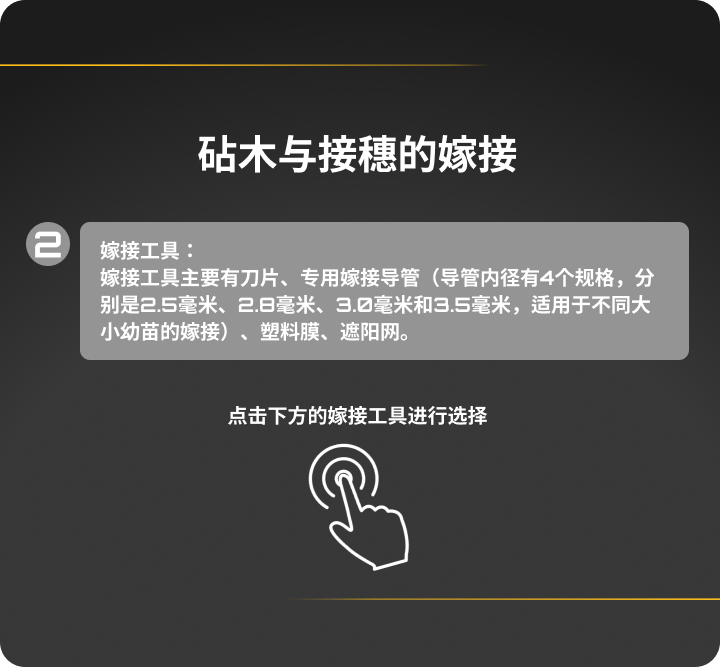 砧木与接穗的嫁接
2
嫁接工具：
嫁接工具主要有刀片、专用嫁接导管（导管内径有4个规格，分
别是2.5毫米、2.8毫米、3.0毫米和3.5毫米，适用于不同大
小幼苗的嫁接）、塑料膜、遮阳网。
点击下方的嫁接工具进行选择